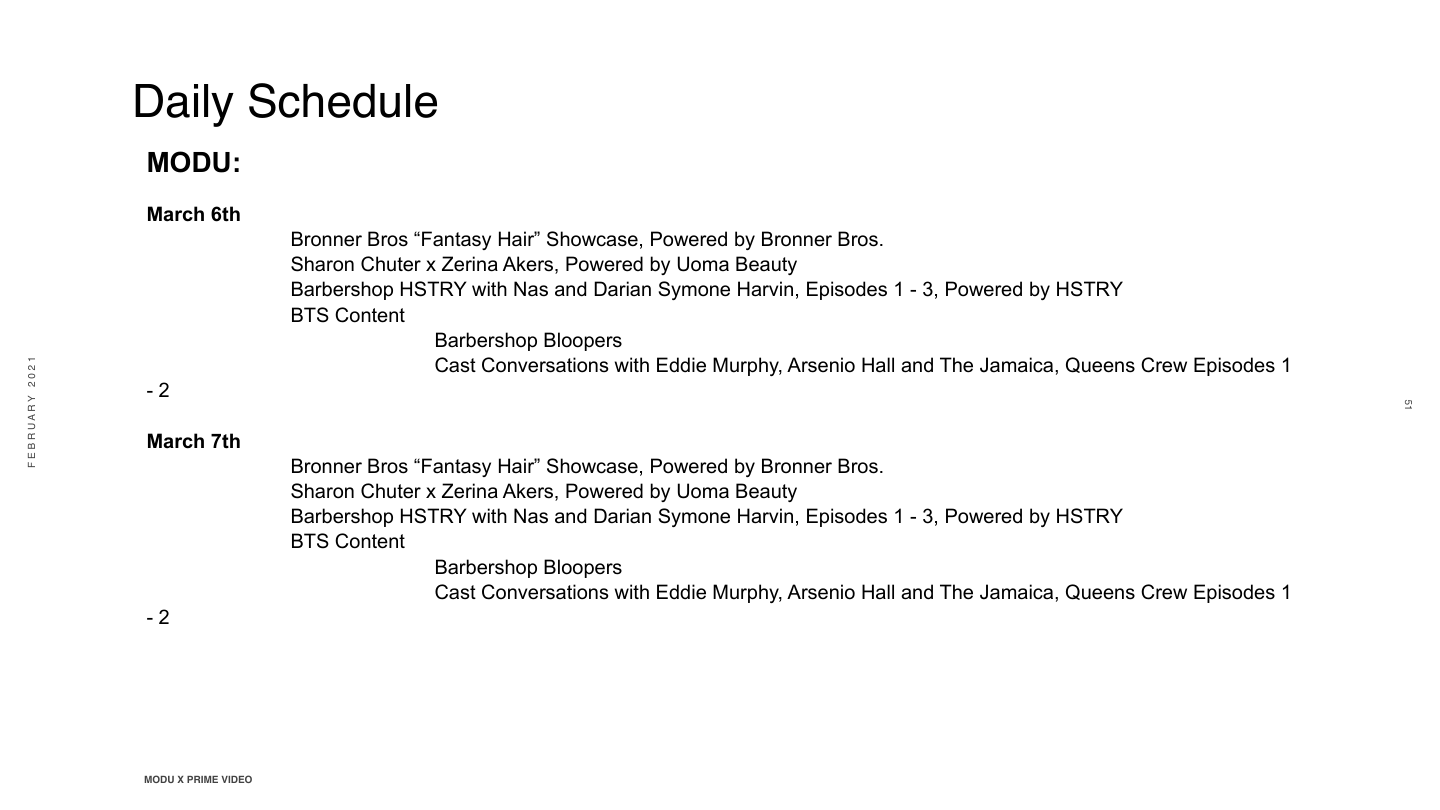 Daily Schedule
MODU:
March 6th
Bronner Bros “Fantasy Hair” Showcase, Powered by Bronner Bros.
Sharon Chuter x Zerina Akers, Powered by Uoma Beauty
Barbershop HSTRY with Nas and Darian Symone Harvin, Episodes 1 - 3, Powered by HSTRY
BTS Content
Barbershop Bloopers
Cast Conversations with Eddie Murphy, Arsenio Hall and The Jamaica, Queens Crew Episodes 1
- 2
March 7th
Bronner Bros “Fantasy Hair” Showcase, Powered by Bronner Bros.
Sharon Chuter x Zerina Akers, Powered by Uoma Beauty
Barbershop HSTRY with Nas and Darian Symone Harvin, Episodes 1 - 3, Powered by HSTRY
BTS Content
Barbershop Bloopers
Cast Conversations with Eddie Murphy, Arsenio Hall and The Jamaica, Queens Crew Episodes 1
- 2
FEBRUARY 2021
51
MODU X PRIME VIDEO